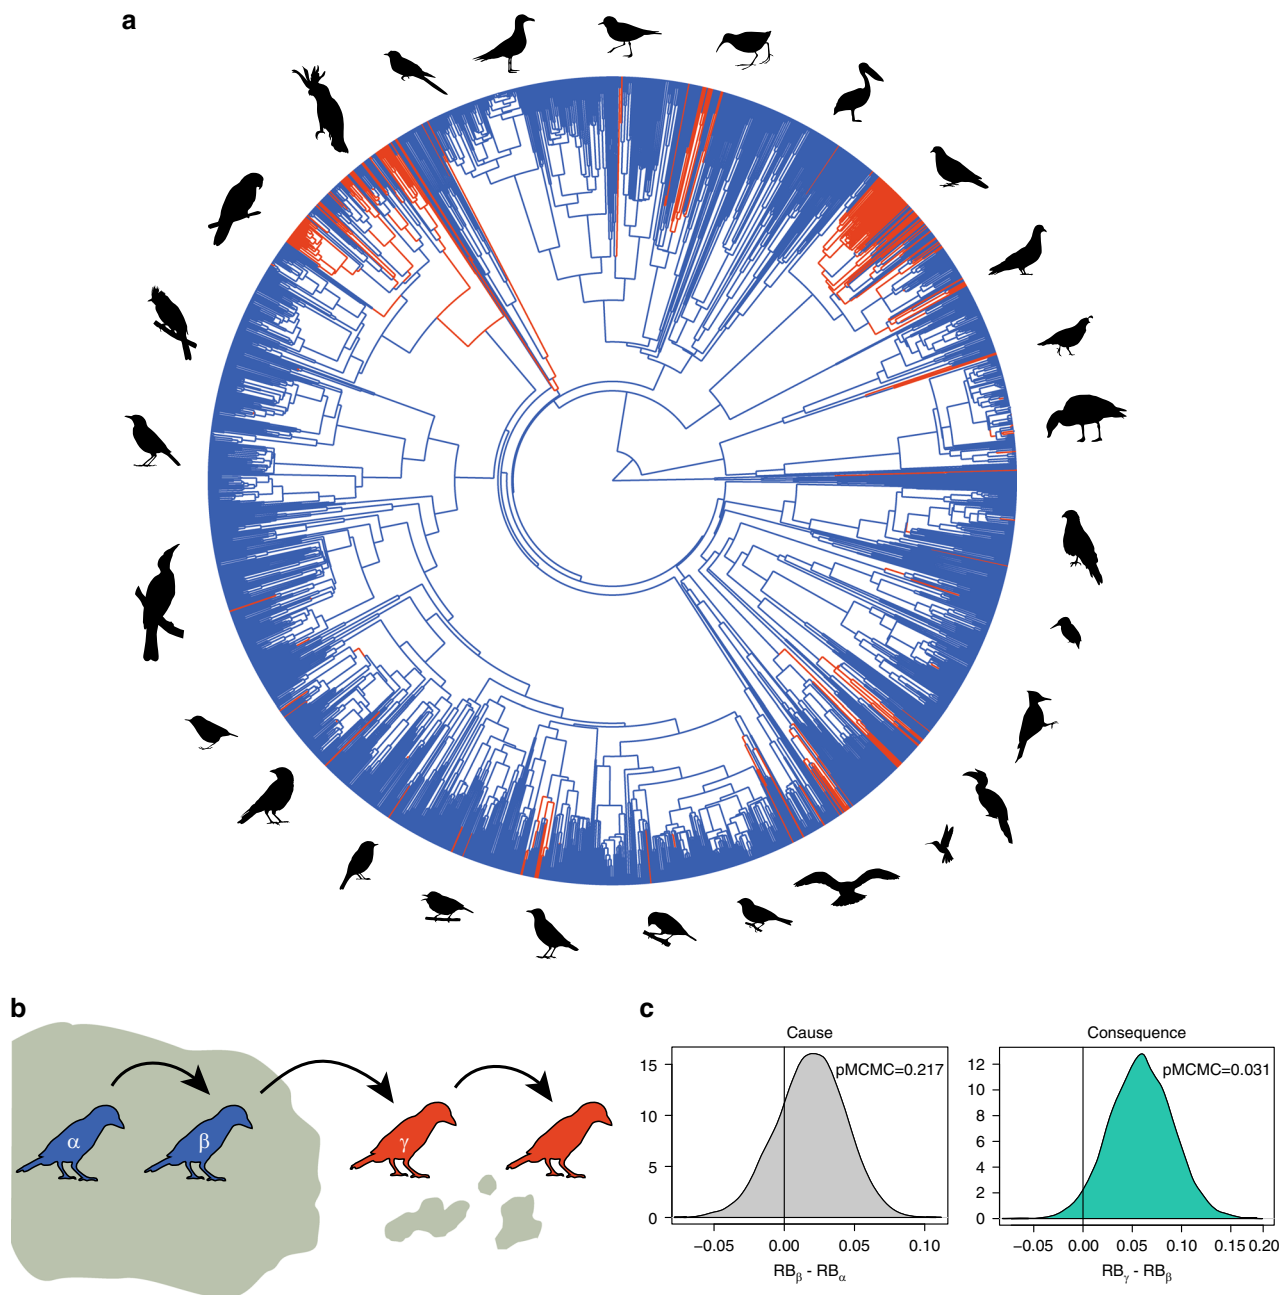 a
b
α
β
γ
c
Cause
pMCMC=0.217
15
10
5
0
−0.05 0.00 0.05 0.10
RBβ - RBα
Consequence
pMCMC=0.031
12
10
8
6
4
2
0
−0.05 0.00 0.05 0.10 0.15 0.20
RBγ - RBβ